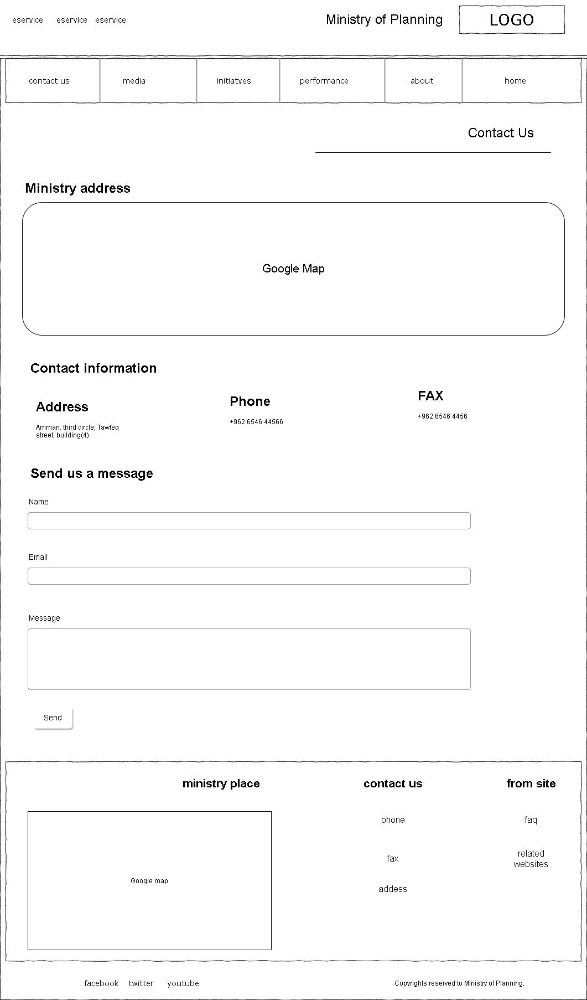 eservice eservice eservice
Ministry of Planning
LOGO
contact us media initiatves performance about home
Contact Us
Ministry address
Google Map
Contact information
Address
Amman. third circle, Tawfeq
street, building(4).
Phone
+962 6546 44566
FAX
+962 6546 4456
Send us a message
Name
Email
Message
Send
ministry place
Google map
contact us
phone
fax
addess
from site
faq
related
websites
facebook twitter youtube
Copyrights reserved to Ministry of Planning.